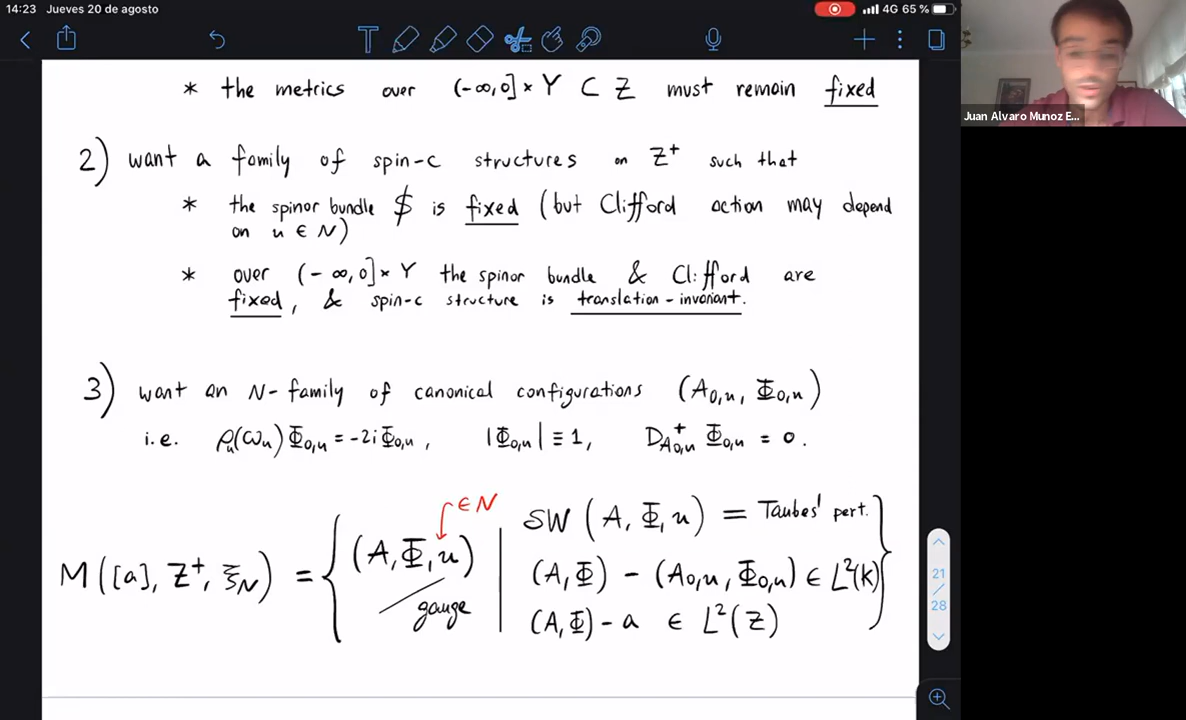 14:23 Jueves 20 de agosto
4G 65 %
* the metrics over (-∞,0] × Y ⊂ Z must remain fixed
2) want a family of spin-c structures on Z⁺ such that
* the spinor bundle $ is fixed (but Clifford action may depend
on u ∈ N)
* over (-∞,0] × Y the spinor bundle & Clifford are
fixed, & spin-c structure is translation-invariant.
3) want an N-family of canonical configurations (A₀,ᵤ, Φ₀,ᵤ)
i.e. ρᵤ(ωᵤ)Φ₀,ᵤ = -2iΦ₀,ᵤ, |Φ₀,ᵤ| ≡ 1, D⁺_A₀,ᵤ Φ₀,ᵤ = 0.
∈ N
M([a], Z⁺, ξ_N) = { (A, Φ, u) / gauge | SW (A, Φ, u) = Taubes' pert.
(A, Φ) - (A₀,ᵤ, Φ₀,ᵤ) ∈ L²(k)
(A, Φ) - a ∈ L²(Z) }
21
/
28
Juan Alvaro Munoz E...